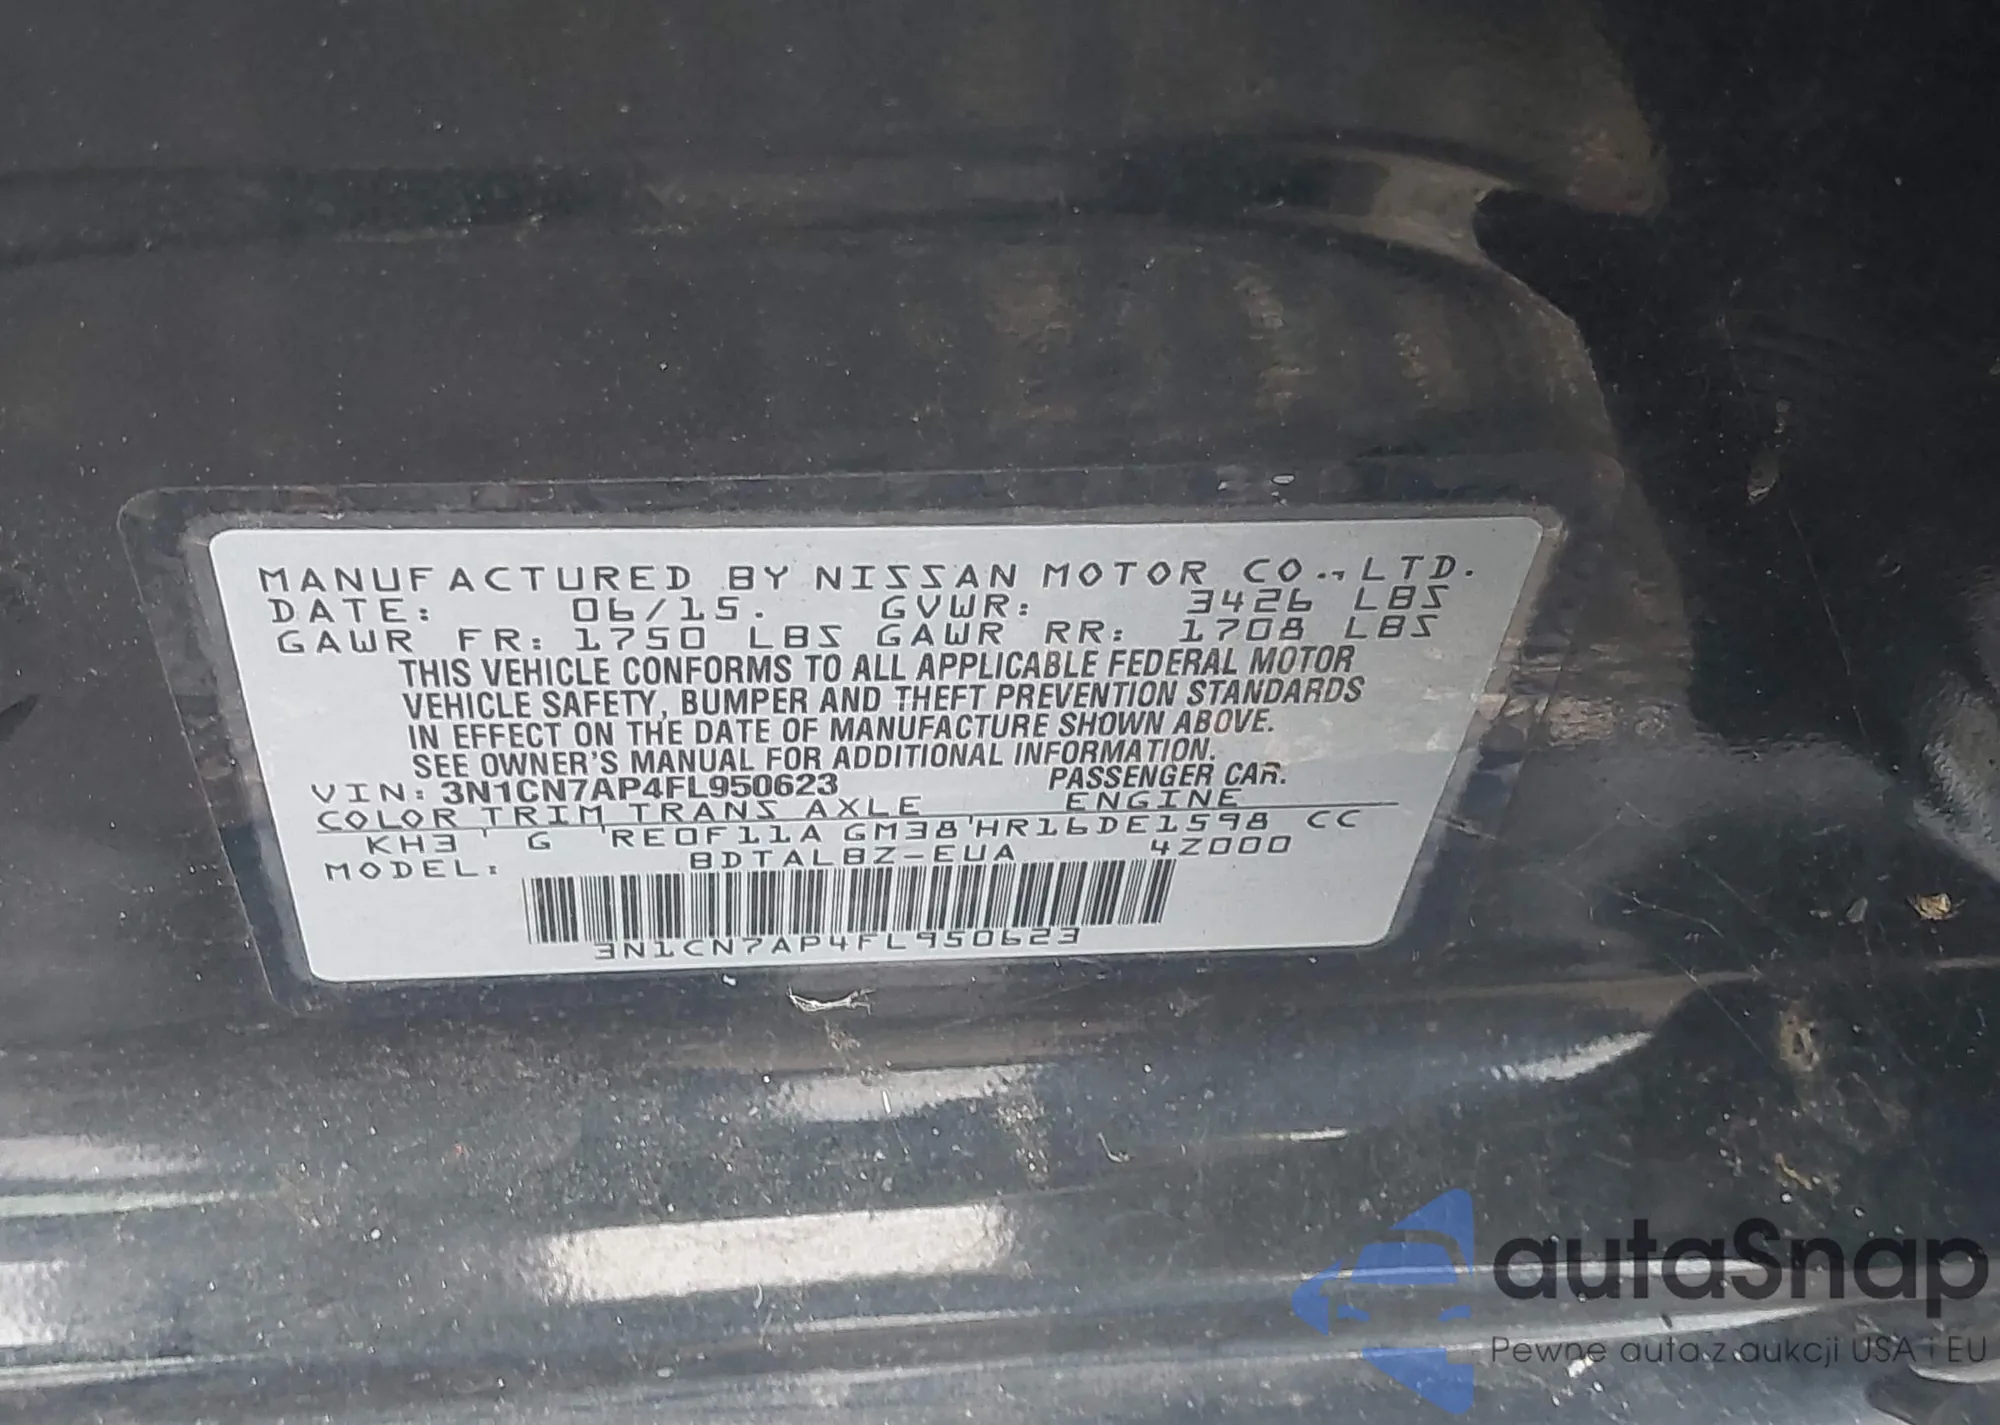 MANUFACTURED BY NISSAN MOTOR CO., LTD.
DATE: 06/15. GVWR: 3426 LBS
GAWR FR: 1750 LBS GAWR RR: 1708 LBS
THIS VEHICLE CONFORMS TO ALL APPLICABLE FEDERAL MOTOR
VEHICLE SAFETY, BUMPER AND THEFT PREVENTION STANDARDS
IN EFFECT ON THE DATE OF MANUFACTURE SHOWN ABOVE.
SEE OWNER'S MANUAL FOR ADDITIONAL INFORMATION.
VIN: 3N1CN7AP4FL950623 PASSENGER CAR.
COLOR TRIM TRANS AXLE ENGINE
KH3 G RE0F11A GM38 HR16DE1598 CC
MODEL: BDTALBZ-EUA 4Z000
3N1CN7AP4FL950623
autaSnap
Pewne auta z aukcji USA i EU